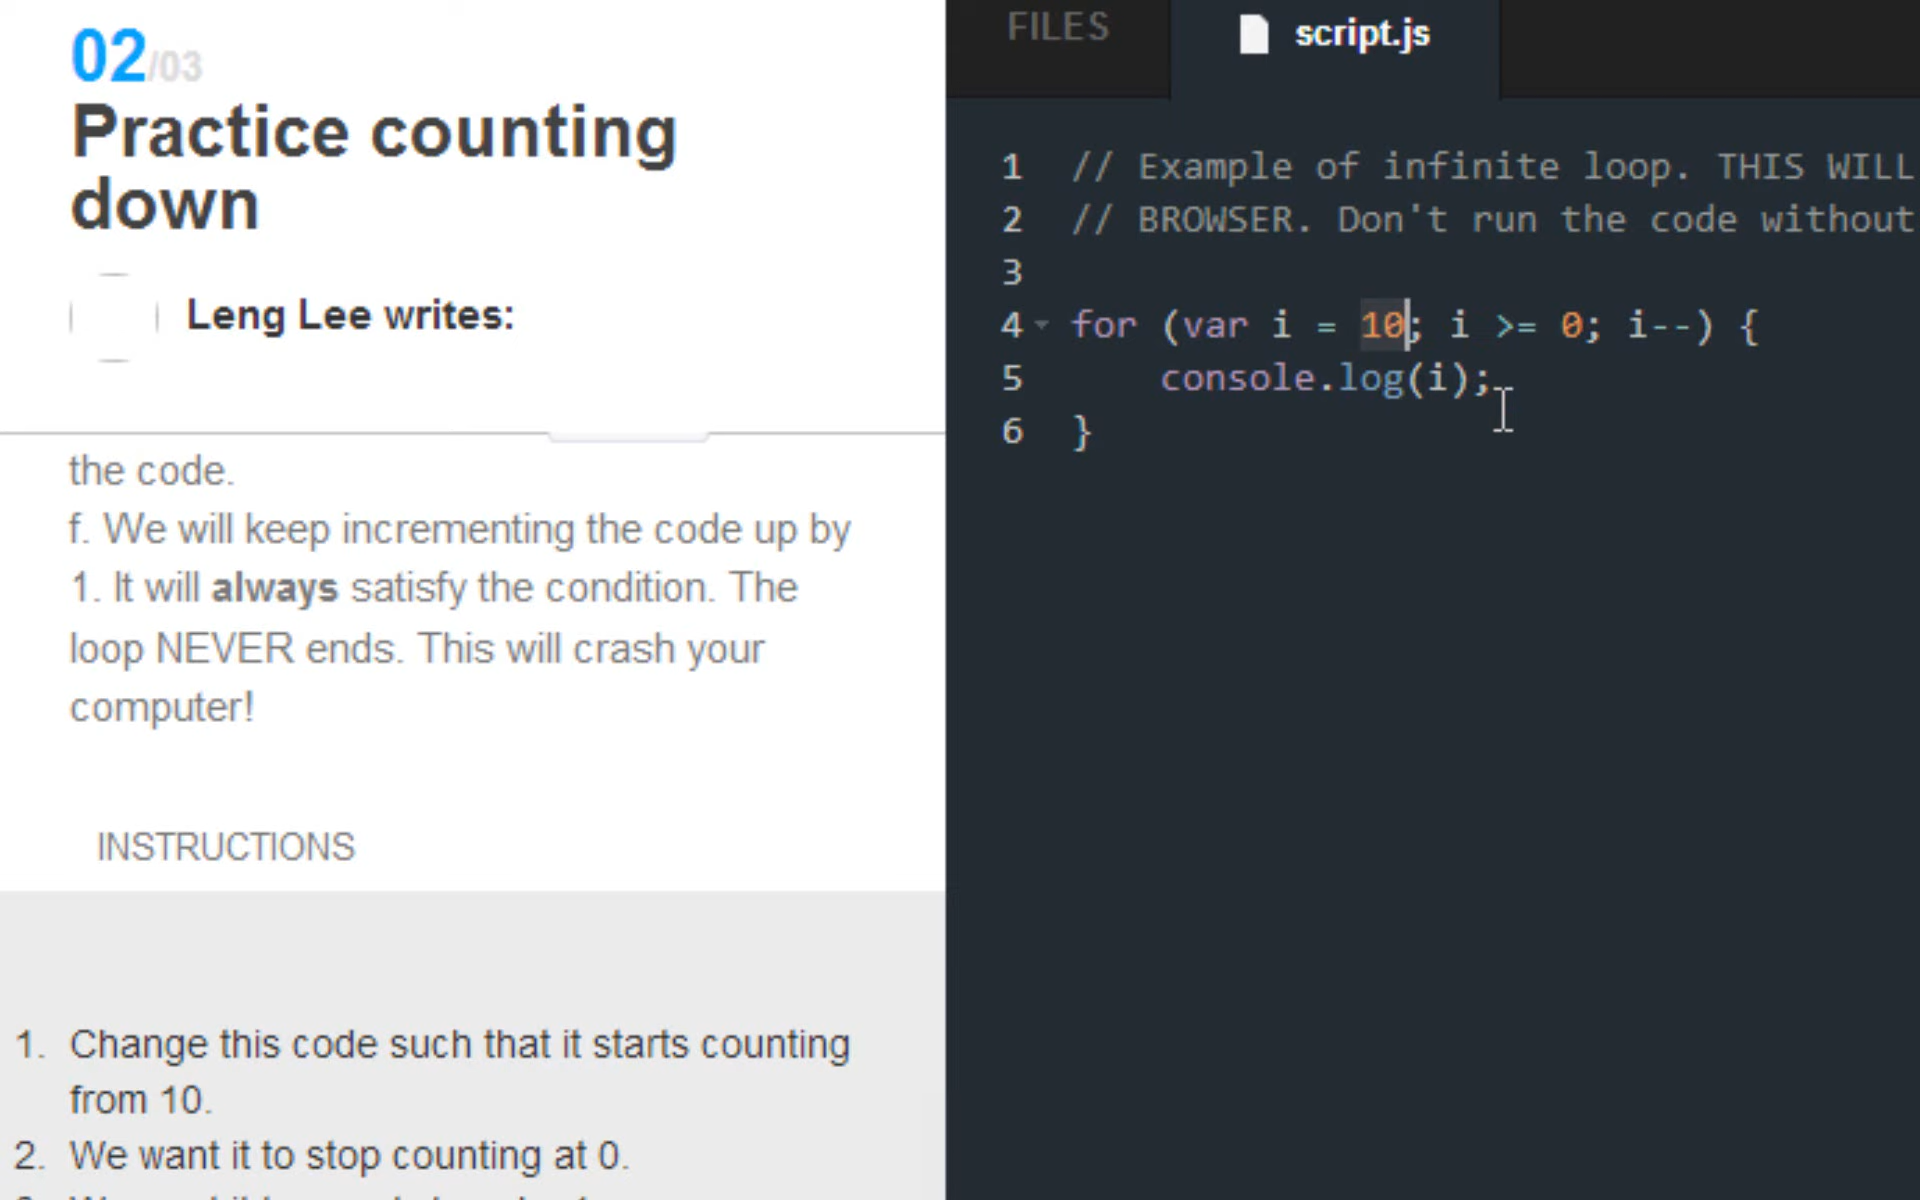 02/03
Practice counting
down
Leng Lee writes:
the code.
f. We will keep incrementing the code up by
1. It will always satisfy the condition. The
loop NEVER ends. This will crash your
computer!
INSTRUCTIONS
1. Change this code such that it starts counting
from 10.
2. We want it to stop counting at 0.
FILES
script.js
1 // Example of infinite loop. THIS WILL
2 // BROWSER. Don't run the code without
3
4 for (var i = 10; i >= 0; i--) {
5 console.log(i);
6 }